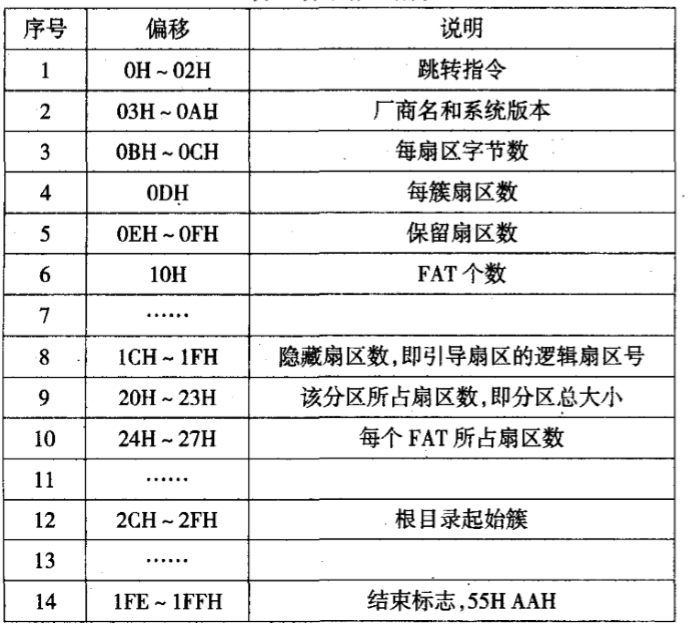 序号 偏移 说明
1 0H ~ 02H 跳转指令
2 03H ~ 0AH 厂商名和系统版本
3 0BH ~ 0CH 每扇区字节数
4 0DH 每簇扇区数
5 0EH ~ 0FH 保留扇区数
6 10H FAT 个数
7 ……
8 1CH ~ 1FH 隐藏扇区数,即引导扇区的逻辑扇区号
9 20H ~ 23H 该分区所占扇区数,即分区总大小
10 24H ~ 27H 每个 FAT 所占扇区数
11 ……
12 2CH ~ 2FH 根目录起始簇
13 ……
14 1FE ~ 1FFH 结束标志,55H AAH